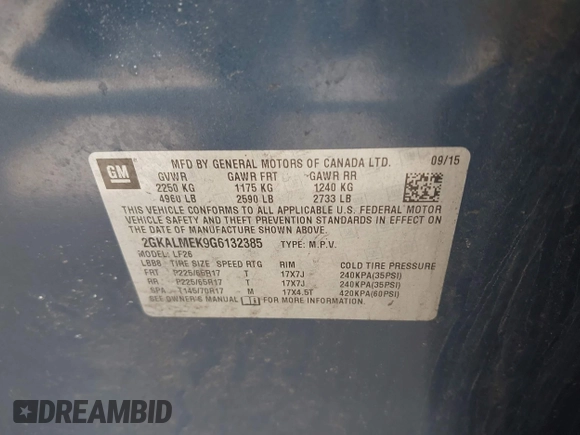 GM
MFD BY GENERAL MOTORS OF CANADA LTD. 09/15
GVWR GAWR FRT GAWR RR
2250 KG 1175 KG 1240 KG
4960 LB 2590 LB 2733 LB
THIS VEHICLE CONFORMS TO ALL APPLICABLE U.S. FEDERAL MOTOR
VEHICLE SAFETY, BUMPER, AND THEFT PREVENTION STANDARDS IN EFFECT ON
THE DATE OF MANUFACTURE SHOWN ABOVE.
2GKALMEK9G6132385 TYPE: M.P.V.
MODEL: LF26
LBB8 TIRE SIZE SPEED RTG RIM COLD TIRE PRESSURE
FRT P225/65R17 T 17X7J 240KPA(35PSI)
RR P225/65R17 T 17X7J 240KPA(35PSI)
SPA T145/70R17 M 17X4.5T 420KPA(60PSI)
SEE OWNER'S MANUAL FOR MORE INFORMATION.
DREAMBID